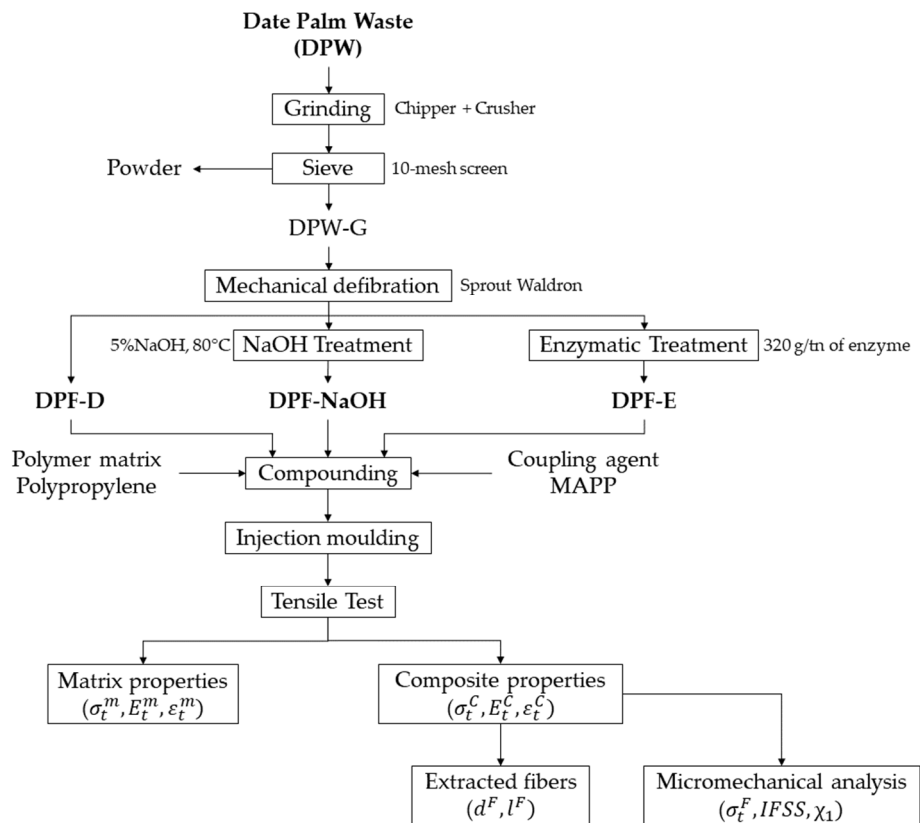 Date Palm Waste
(DPW)
Grinding
Chipper + Crusher
Powder
Sieve
10-mesh screen
DPW-G
Mechanical defibration
Sprout Waldron
5%NaOH, 80°C
NaOH Treatment
Enzymatic Treatment
320 g/tn of enzyme
DPF-D
DPF-NaOH
DPF-E
Polymer matrix
Polypropylene
Compounding
Coupling agent
MAPP
Injection moulding
Tensile Test
Matrix properties
(σ_t^m, E_t^m, ε_t^m)
Composite properties
(σ_t^C, E_t^C, ε_t^C)
Extracted fibers
(d^F, l^F)
Micromechanical analysis
(σ_t^F, IFSS, χ_1)